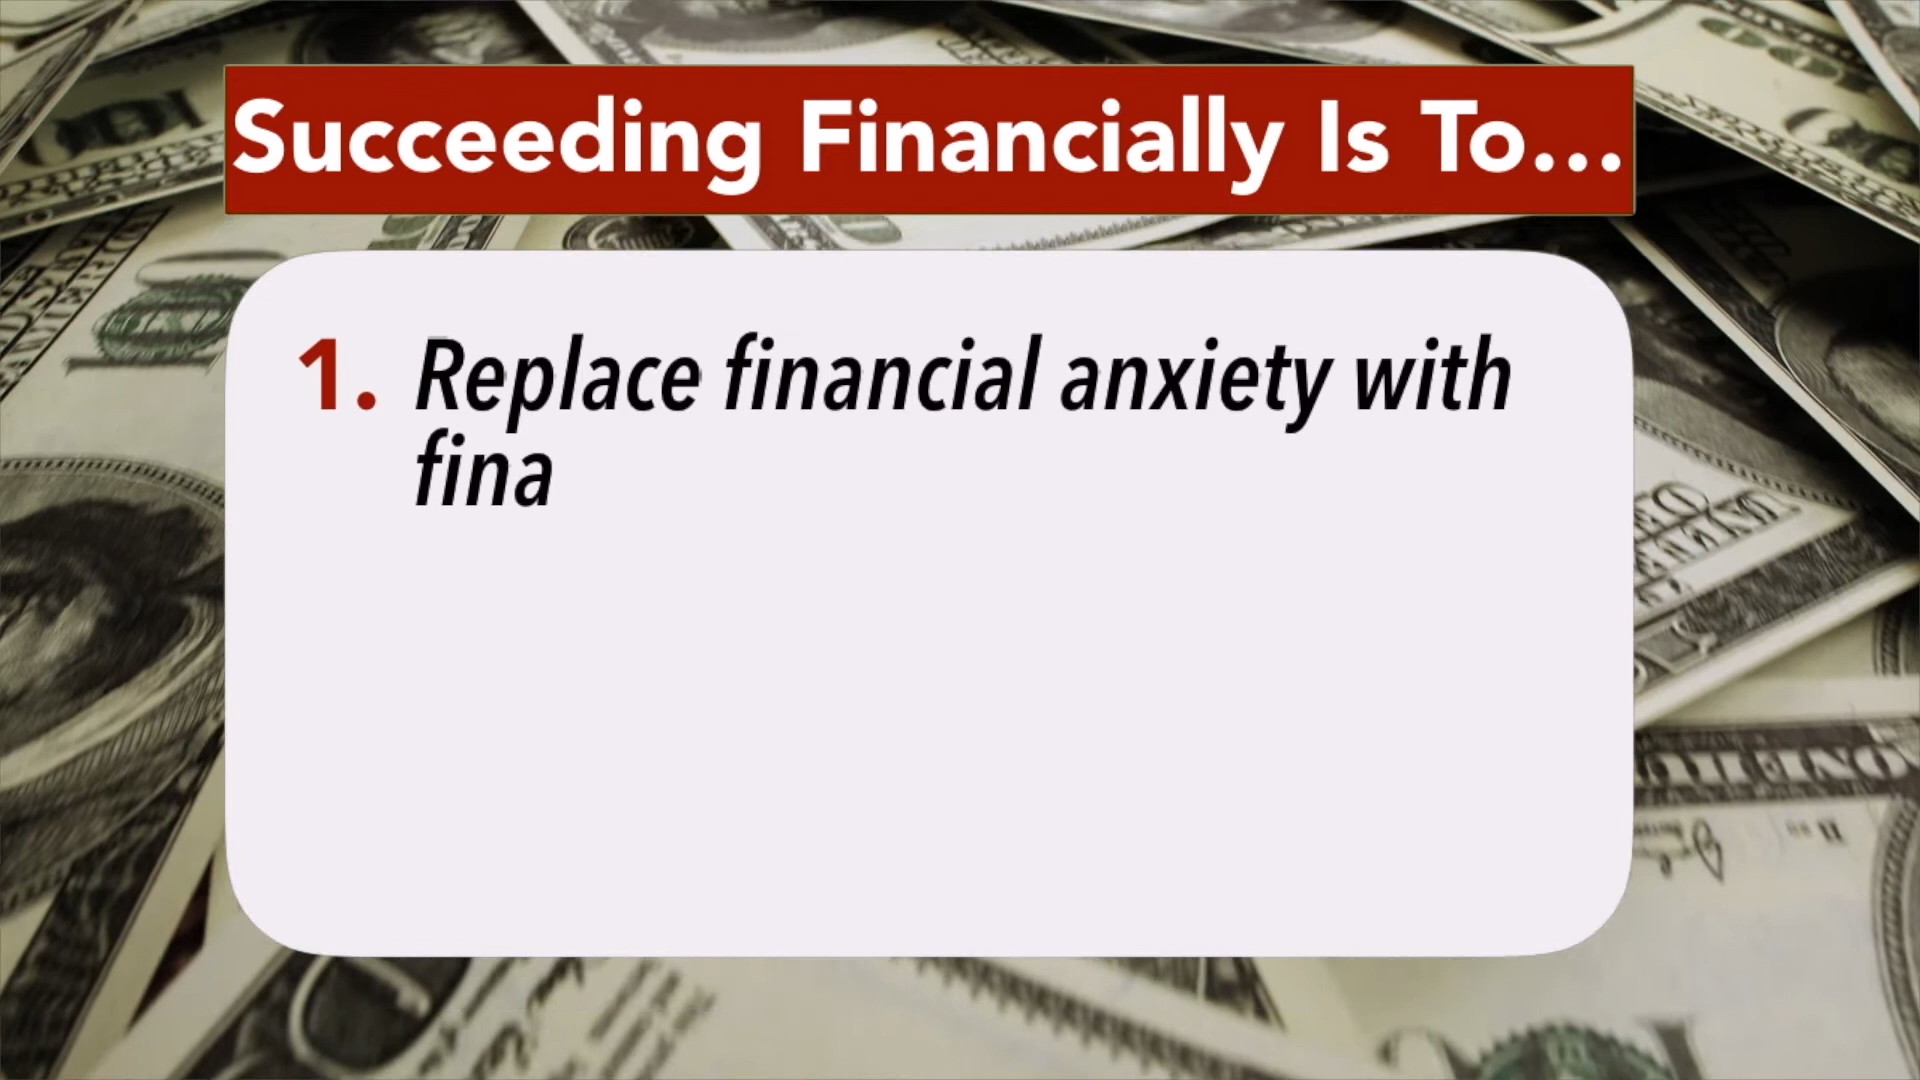 Succeeding Financially Is To...
1. Replace financial anxiety with
fina